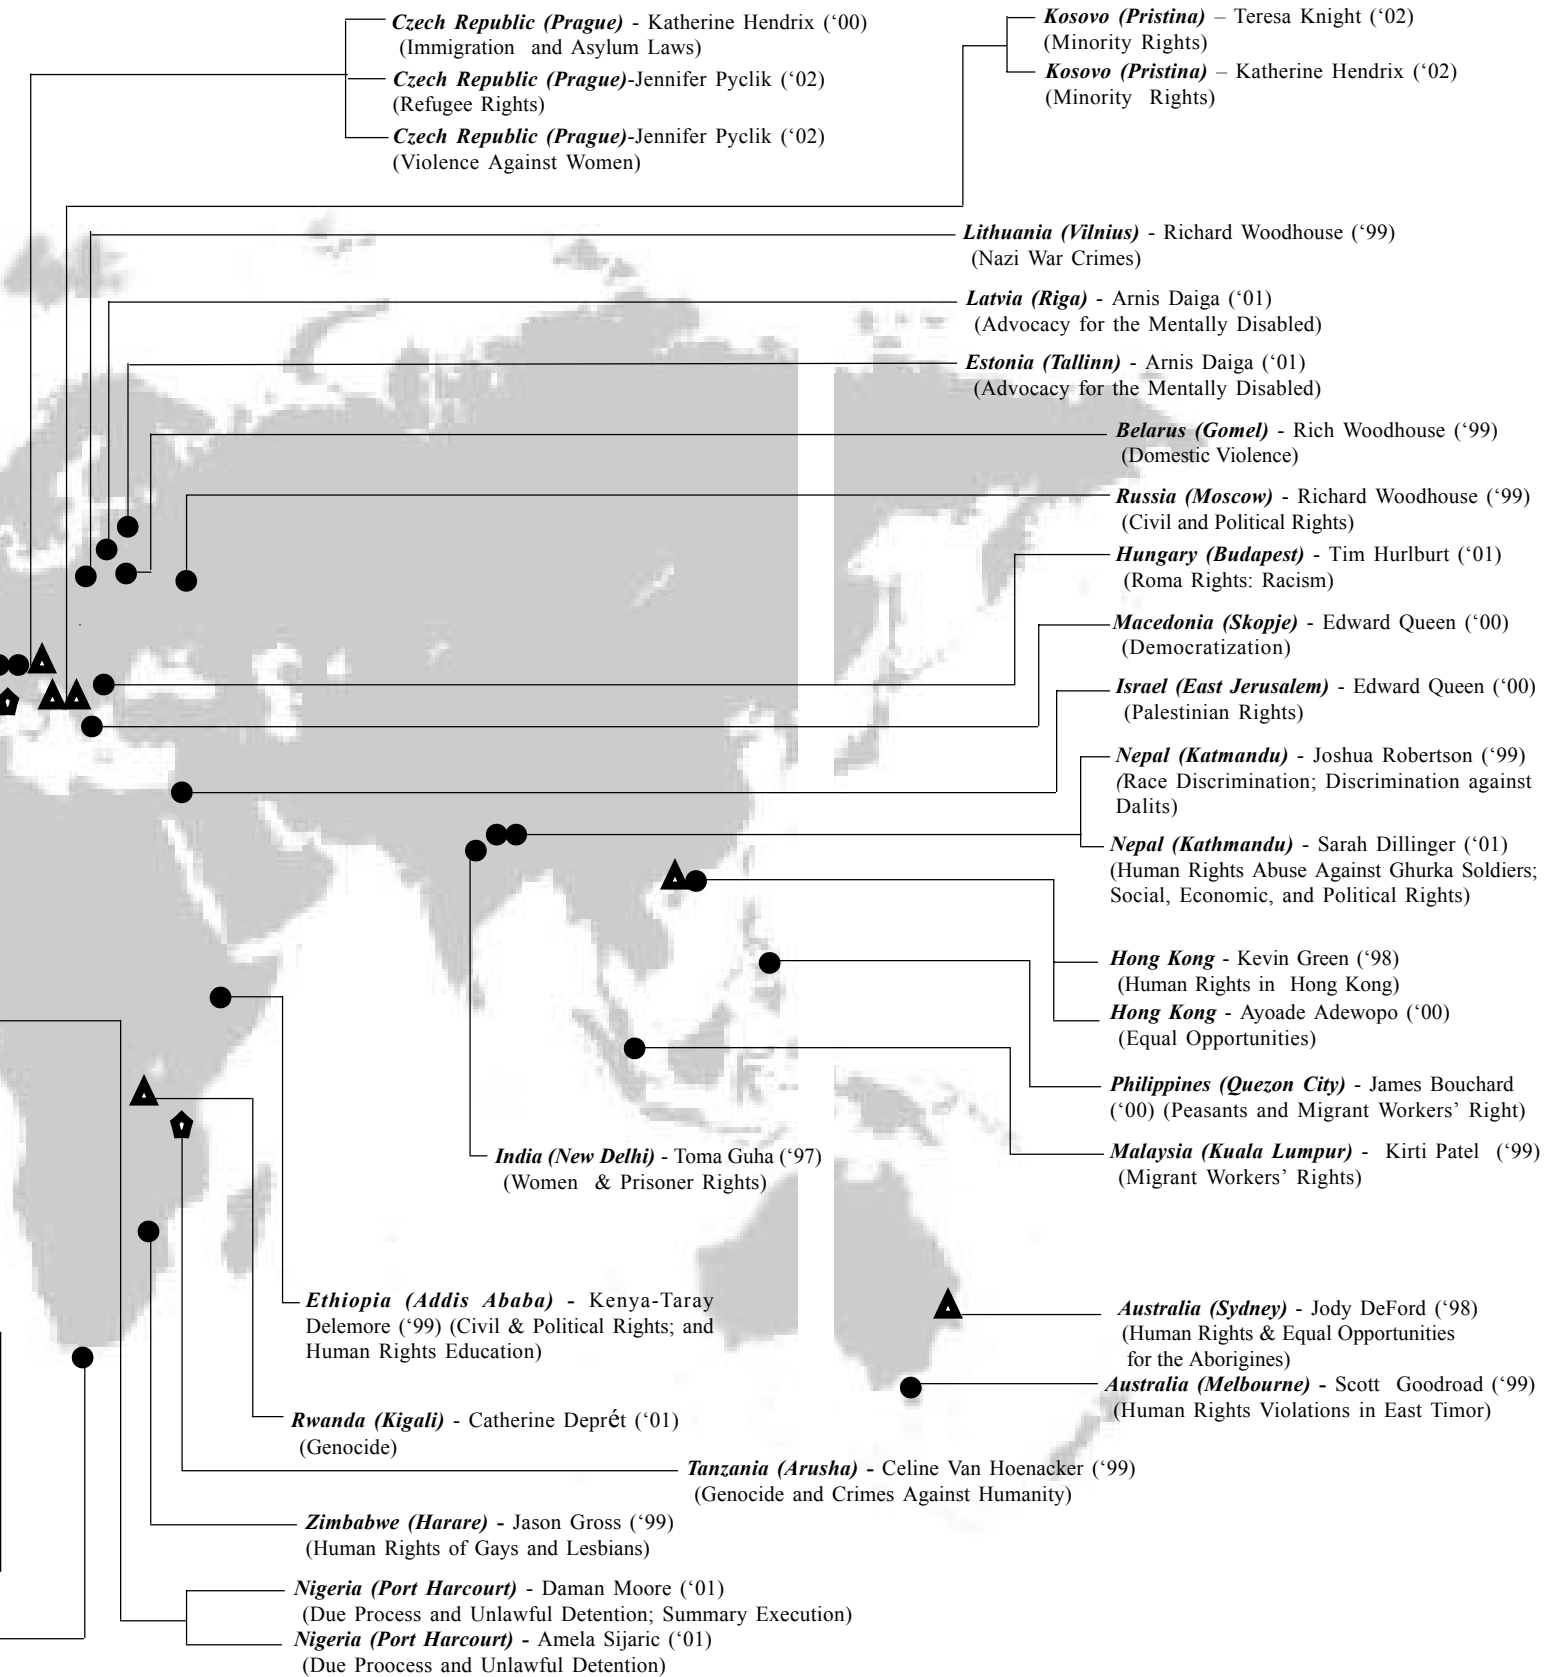 Czech Republic (Prague) - Katherine Hendrix (‘00)
(Immigration and Asylum Laws)
Czech Republic (Prague)-Jennifer Pyclik (‘02)
(Refugee Rights)
Czech Republic (Prague)-Jennifer Pyclik (‘02)
(Violence Against Women)
Kosovo (Pristina) – Teresa Knight (‘02)
(Minority Rights)
Kosovo (Pristina) – Katherine Hendrix (‘02)
(Minority Rights)
Lithuania (Vilnius) - Richard Woodhouse (‘99)
(Nazi War Crimes)
Latvia (Riga) - Arnis Daiga (‘01)
(Advocacy for the Mentally Disabled)
Estonia (Tallinn) - Arnis Daiga (‘01)
(Advocacy for the Mentally Disabled)
Belarus (Gomel) - Rich Woodhouse (‘99)
(Domestic Violence)
Russia (Moscow) - Richard Woodhouse (‘99)
(Civil and Political Rights)
Hungary (Budapest) - Tim Hurlburt (‘01)
(Roma Rights: Racism)
Macedonia (Skopje) - Edward Queen (‘00)
(Democratization)
Israel (East Jerusalem) - Edward Queen (‘00)
(Palestinian Rights)
Nepal (Katmandu) - Joshua Robertson (‘99)
(Race Discrimination; Discrimination against
Dalits)
Nepal (Kathmandu) - Sarah Dillinger (‘01)
(Human Rights Abuse Against Ghurka Soldiers;
Social, Economic, and Political Rights)
Hong Kong - Kevin Green (‘98)
(Human Rights in Hong Kong)
Hong Kong - Ayoade Adewopo (‘00)
(Equal Opportunities)
Philippines (Quezon City) - James Bouchard
(‘00) (Peasants and Migrant Workers’ Right)
Malaysia (Kuala Lumpur) - Kirti Patel (‘99)
(Migrant Workers’ Rights)
India (New Delhi) - Toma Guha (‘97)
(Women & Prisoner Rights)
Australia (Sydney) - Jody DeFord (‘98)
(Human Rights & Equal Opportunities
for the Aborigines)
Australia (Melbourne) - Scott Goodroad (‘99)
(Human Rights Violations in East Timor)
Ethiopia (Addis Ababa) - Kenya-Taray
Delemore (‘99) (Civil & Political Rights; and
Human Rights Education)
Rwanda (Kigali) - Catherine Deprét (‘01)
(Genocide)
Tanzania (Arusha) - Celine Van Hoenacker (‘99)
(Genocide and Crimes Against Humanity)
Zimbabwe (Harare) - Jason Gross (‘99)
(Human Rights of Gays and Lesbians)
Nigeria (Port Harcourt) - Daman Moore (‘01)
(Due Process and Unlawful Detention; Summary Execution)
Nigeria (Port Harcourt) - Amela Sijaric (‘01)
(Due Proocess and Unlawful Detention)